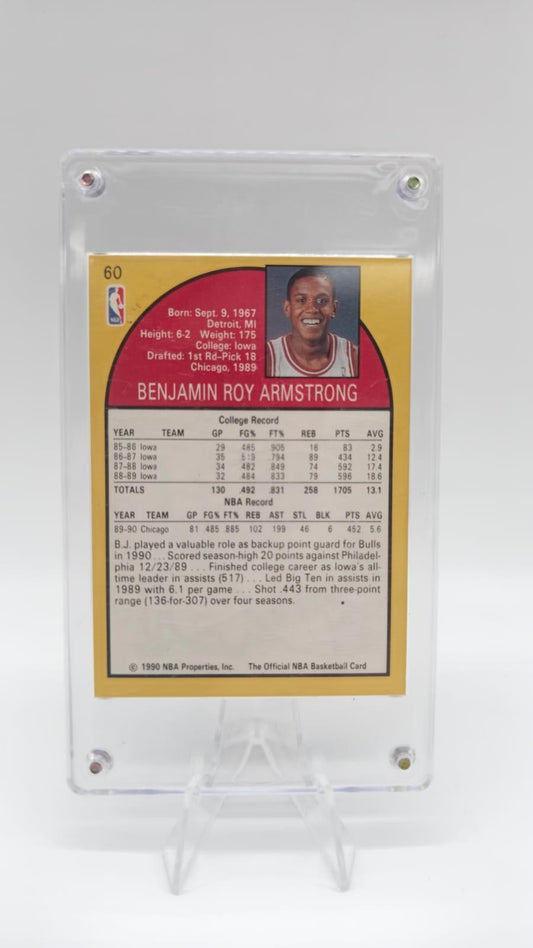 60
NBA
Born: Sept. 9, 1967
Detroit, MI
Height: 6-2 Weight: 175
College: Iowa
Drafted: 1st Rd-Pick 18
Chicago, 1989
BENJAMIN ROY ARMSTRONG
College Record
YEAR TEAM GP FG% FT% REB PTS AVG
85-86 Iowa 29 .485 .905 16 83 2.9
86-87 Iowa 35 .519 .794 89 434 12.4
87-88 Iowa 34 .482 .849 74 592 17.4
88-89 Iowa 32 .484 .833 79 596 18.6
TOTALS 130 .492 .831 258 1705 13.1
NBA Record
YEAR TEAM GP FG% FT% REB AST STL BLK PTS AVG
89-90 Chicago 81 .485 .885 102 199 46 6 452 5.6
B.J. played a valuable role as backup point guard for Bulls
in 1990 . . . Scored season-high 20 points against Philadel-
phia 12/23/89 . . . Finished college career as Iowa's all-
time leader in assists (517) . . . Led Big Ten in assists in
1989 with 6.1 per game . . . Shot .443 from three-point
range (136-for-307) over four seasons.
© 1990 NBA Properties, Inc. The Official NBA Basketball Card